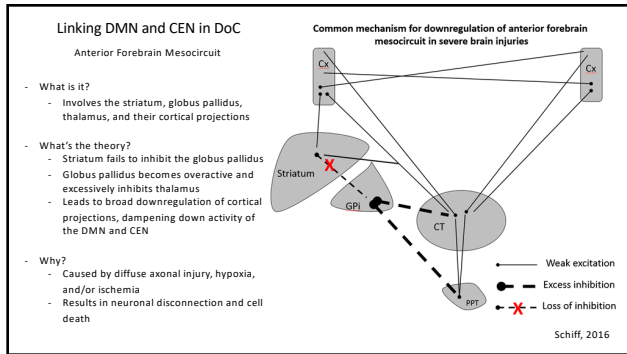 Linking DMN and CEN in DoC
Anterior Forebrain Mesocircuit
- What is it?
- Involves the striatum, globus pallidus,
thalamus, and their cortical projections
- What's the theory?
- Striatum fails to inhibit the globus pallidus
- Globus pallidus becomes overactive and
excessively inhibits thalamus
- Leads to broad downregulation of cortical
projections, dampening down activity of
the DMN and CEN
- Why?
- Caused by diffuse axonal injury, hypoxia,
and/or ischemia
- Results in neuronal disconnection and cell
death
Common mechanism for downregulation of anterior forebrain
mesocircuit in severe brain injuries
Cx
Cx
Striatum
X
GPi
CT
PPT
Weak excitation
Excess inhibition
X Loss of inhibition
Schiff, 2016